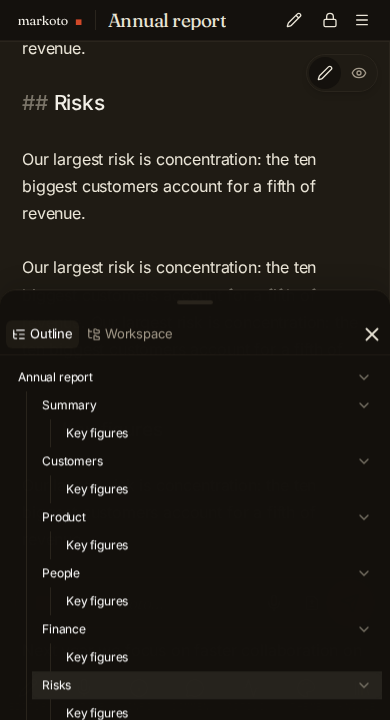 markoto
Annual report
revenue.
## Risks
Our largest risk is concentration: the ten
biggest customers account for a fifth of
revenue.
Our largest risk is concentration: the ten
Outline
Workspace
Annual report
Summary
Key figures
Customers
Key figures
Product
Key figures
People
Key figures
Finance
Key figures
Risks
Key figures